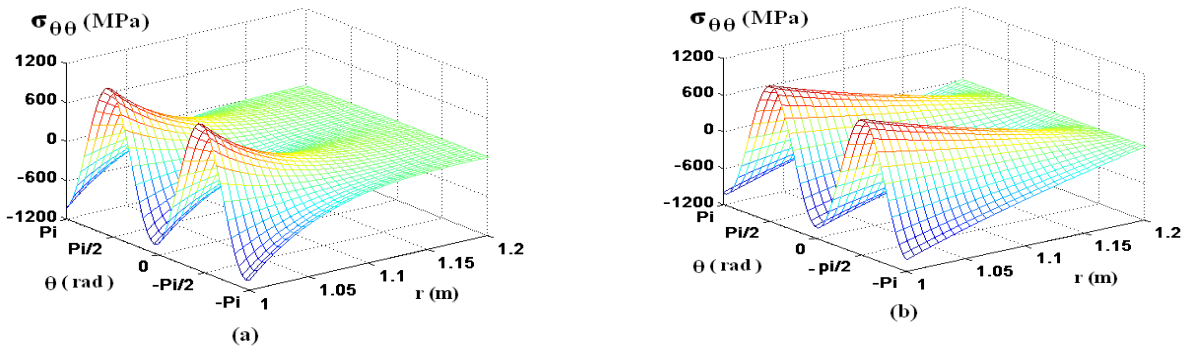 σθθ (MPa)
1200
600
0
-600
-1200
Pi
Pi/2
0
-Pi/2
-Pi
θ ( rad )
1
1.05
1.1
1.15
1.2
r (m)
(a)
σθθ (MPa)
1200
600
0
-600
-1200
Pi
Pi/2
0
- pi/2
-Pi
θ ( rad )
1
1.05
1.1
1.15
1.2
r (m)
(b)